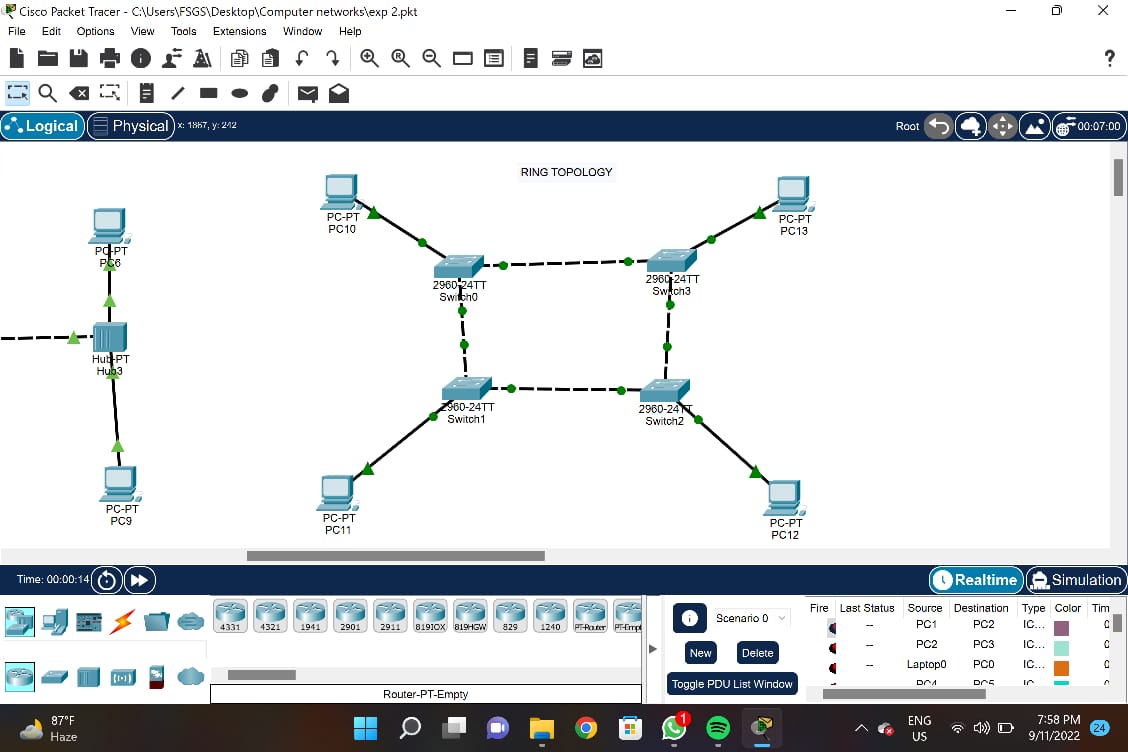 Cisco Packet Tracer - C:\Users\FSGS\Desktop\Computer networks\exp 2.pkt
File Edit Options View Tools Extensions Window Help
Logical Physical x: 1867, y: 242 Root 00:07:00
RING TOPOLOGY
PC-PT
PC10
PC-PT
PC13
PC-PT
PC6
2960-24TT
Switch0
2960-24TT
Switch3
Hub-PT
Hub3
2960-24TT
Switch1
2960-24TT
Switch2
PC-PT
PC9
PC-PT
PC11
PC-PT
PC12
Time: 00:00:14 Realtime Simulation
4331 4321 1941 2901 2911 819IOX 819HGW 829 1240 PT-Router PT-Empt
Router-PT-Empty
Scenario 0
New Delete
Toggle PDU List Window
Fire Last Status Source Destination Type Color Tim
-- PC1 PC2 IC... 0
-- PC2 PC3 IC... 0
-- Laptop0 PC0 IC... 0
-- PC4 PC5 IC 0
87°F
Haze
1
ENG
US
7:58 PM
9/11/2022
24